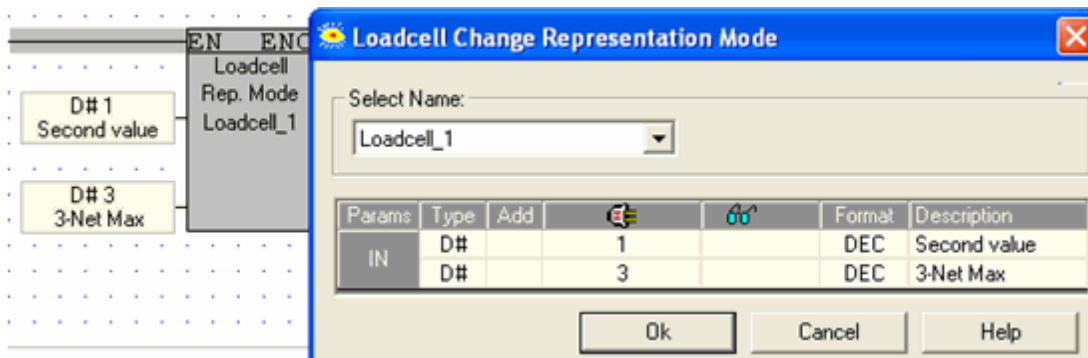 EN ENO
Loadcell
Rep. Mode
Loadcell_1
D# 1
Second value
D# 3
3-Net Max
Loadcell Change Representation Mode
Select Name:
Loadcell_1
Params Type Add Format Description
IN
D# 1 DEC Second value
D# 3 DEC 3-Net Max
Ok Cancel Help